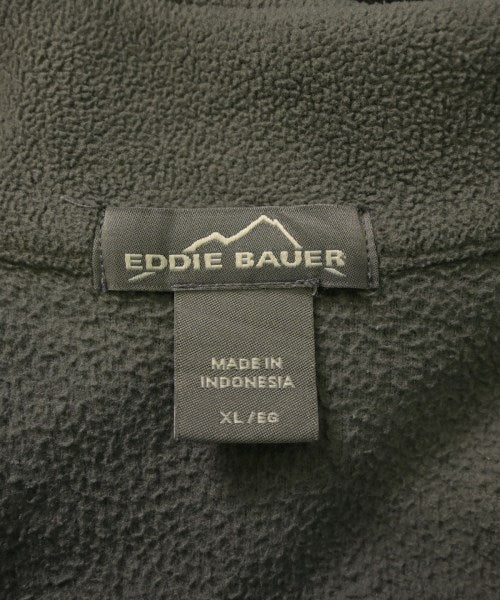 EDDIE BAUER
MADE IN
INDONESIA
XL/EG